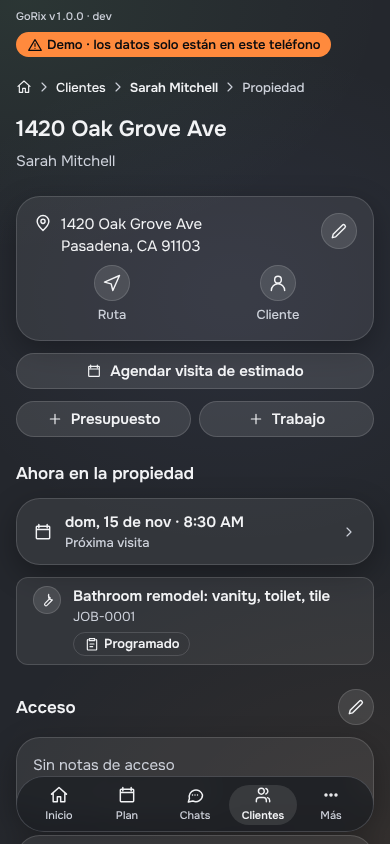 GoRix v1.0.0 · dev
Demo · los datos solo están en este teléfono
Clientes > Sarah Mitchell > Propiedad
1420 Oak Grove Ave
Sarah Mitchell
1420 Oak Grove Ave
Pasadena, CA 91103
Ruta
Cliente
Agendar visita de estimado
+ Presupuesto
+ Trabajo
Ahora en la propiedad
dom, 15 de nov · 8:30 AM
Próxima visita
Bathroom remodel: vanity, toilet, tile
JOB-0001
Programado
Acceso
Sin notas de acceso
Inicio
Plan
Chats
Clientes
Más